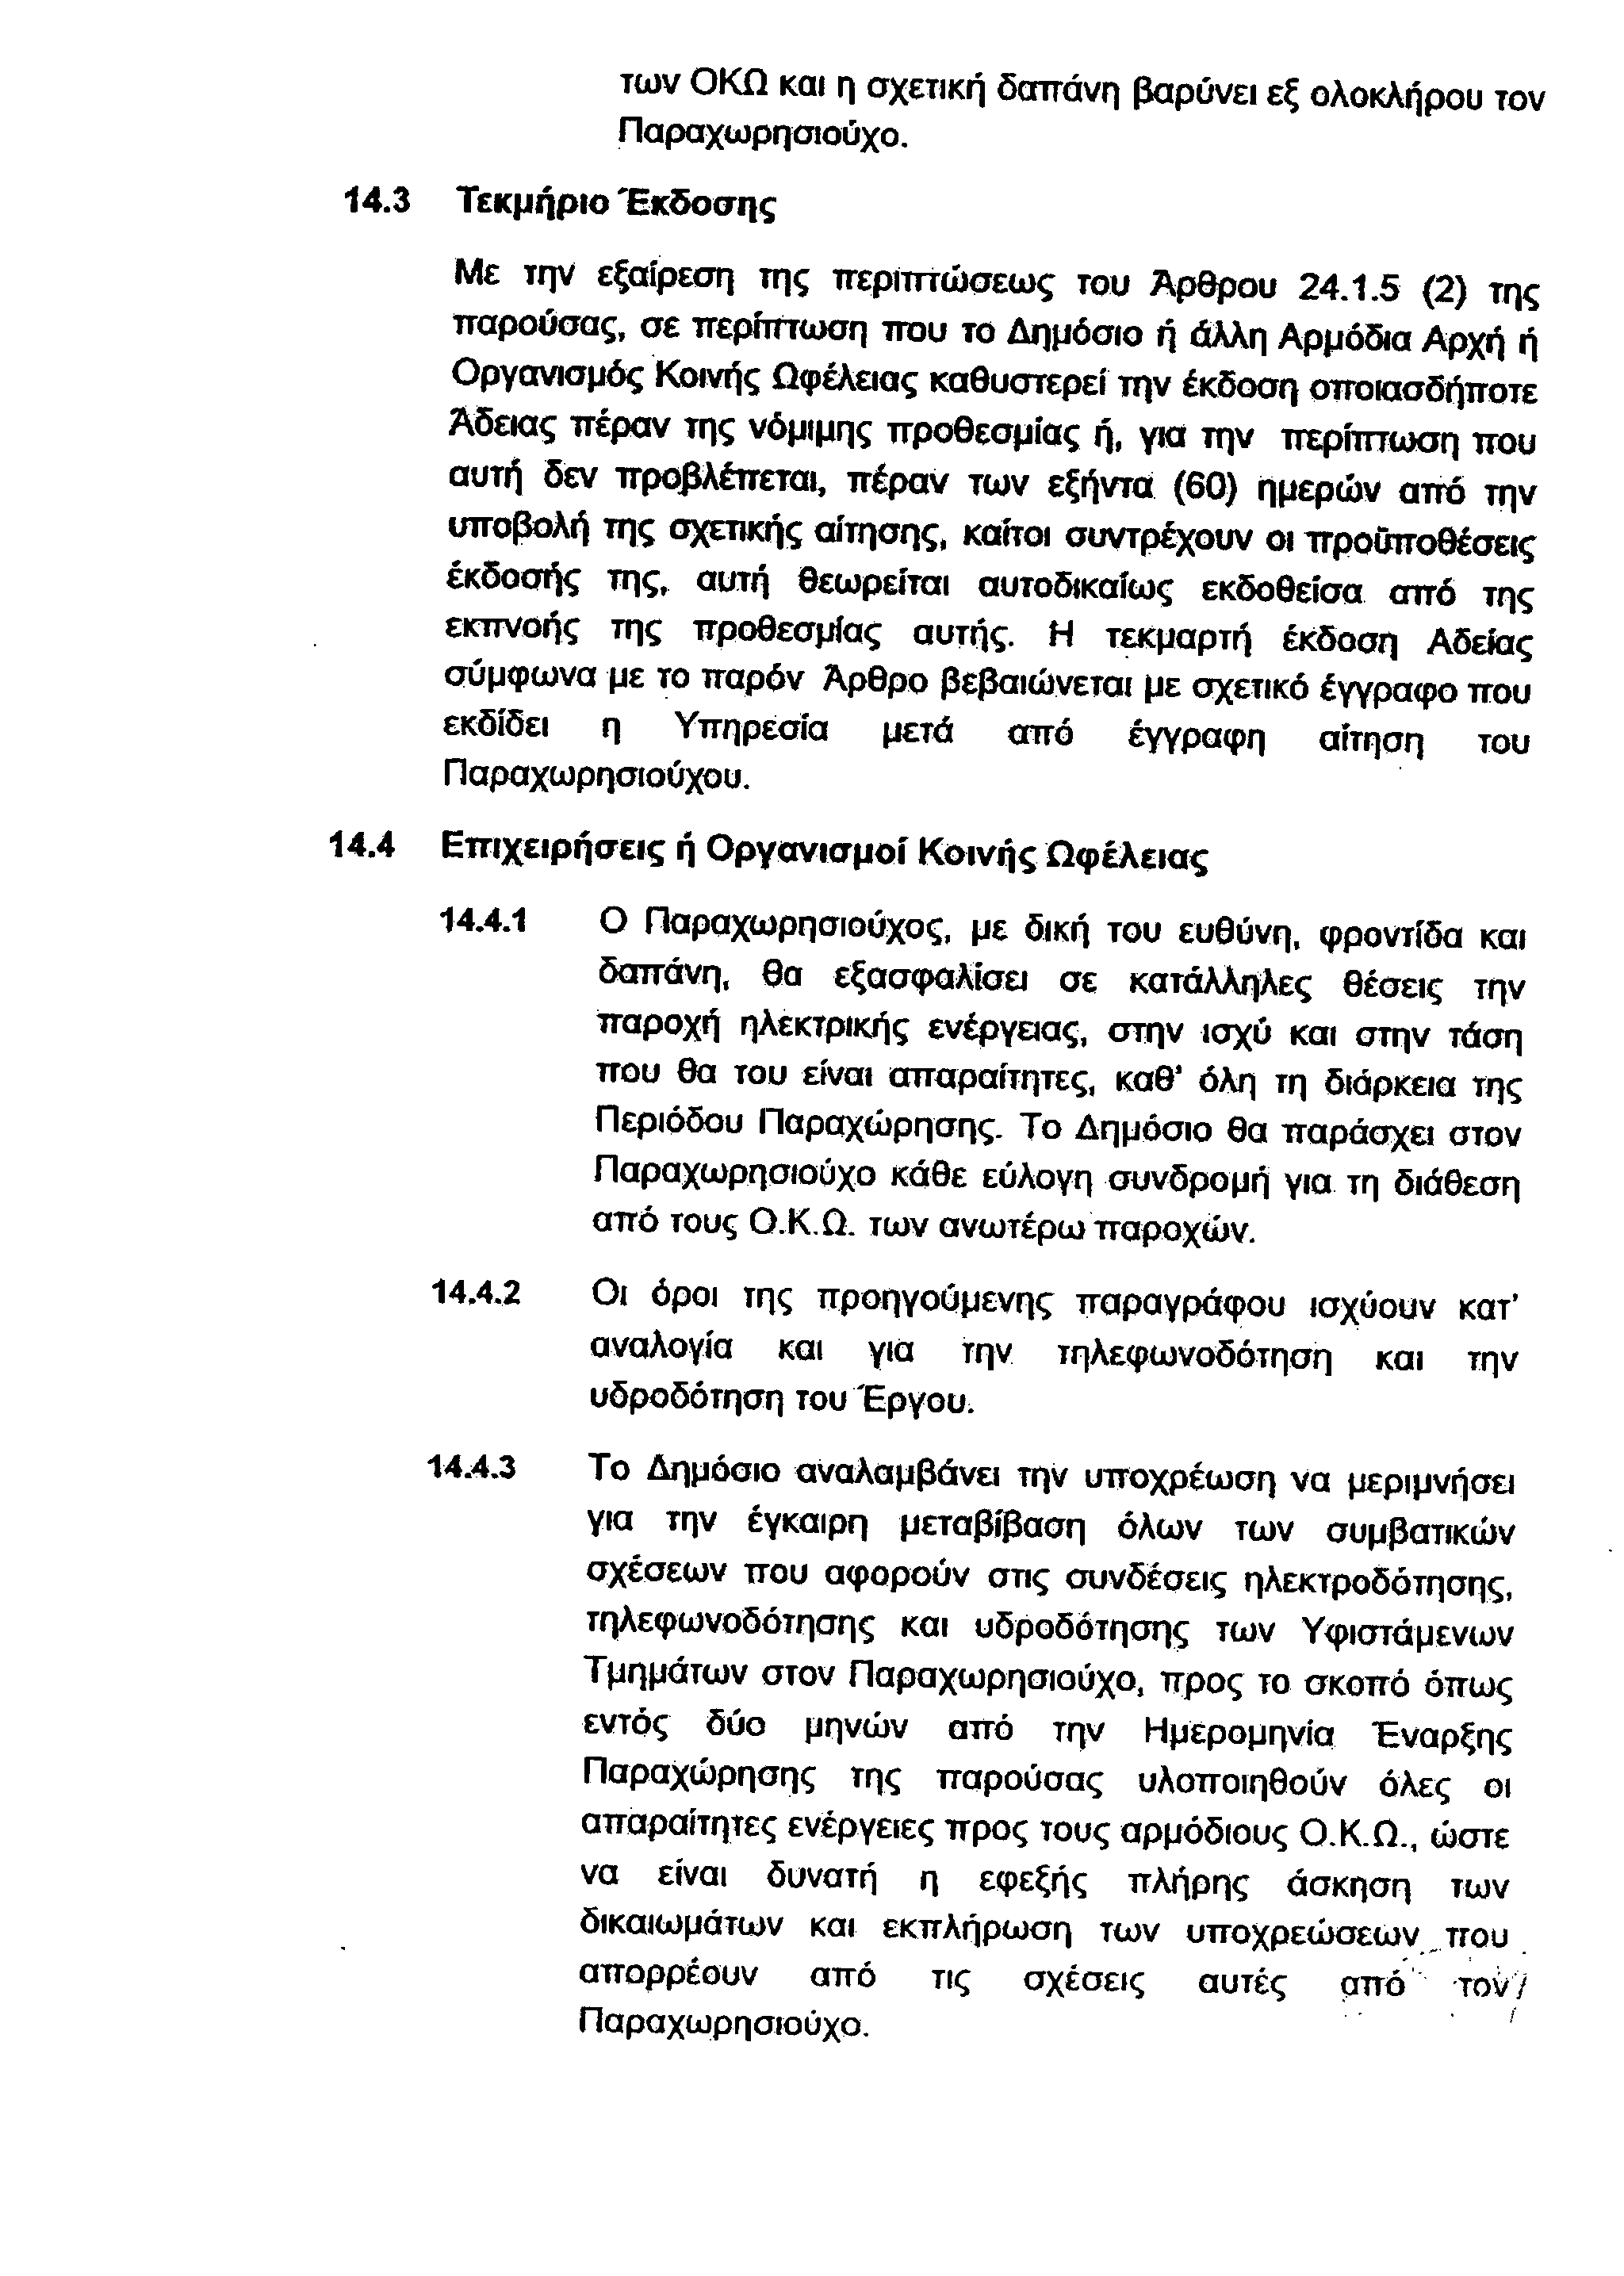 των ΟΚΩ και η σχετική δαπάνη βαρύνει εξ ολοκλήρου τον
Παραχωρησιούχο.
14.3 Τεκμήριο Έκδοσης
Με την εξαίρεση της περιπτώσεως του Άρθρου 24.1.5 (2) της
παρούσας, σε περίπτωση που το Δημόσιο ή άλλη Αρμόδια Αρχή ή
Οργανισμός Κοινής Ωφέλειας καθυστερεί την έκδοση οποιασδήποτε
Άδειας πέραν της νόμιμης προθεσμίας ή, για την περίπτωση που
αυτή δεν προβλέπεται, πέραν των εξήντα (60) ημερών από την
υποβολή της σχετικής αίτησης, καίτοι συντρέχουν οι προϋποθέσεις
έκδοσής της, αυτή θεωρείται αυτοδικαίως εκδοθείσα από της
εκπνοής της προθεσμίας αυτής. Η τεκμαρτή έκδοση Αδείας
σύμφωνα με το παρόν Άρθρο βεβαιώνεται με σχετικό έγγραφο που
εκδίδει η Υπηρεσία μετά από έγγραφη αίτηση του
Παραχωρησιούχου.
14.4 Επιχειρήσεις ή Οργανισμοί Κοινής Ωφέλειας
14.4.1 Ο Παραχωρησιούχος, με δική του ευθύνη, φροντίδα και
δαπάνη, θα εξασφαλίσει σε κατάλληλες θέσεις την
παροχή ηλεκτρικής ενέργειας, στην ισχύ και στην τάση
που θα του είναι απαραίτητες, καθ' όλη τη διάρκεια της
Περιόδου Παραχώρησης. Το Δημόσιο θα παράσχει στον
Παραχωρησιούχο κάθε εύλογη συνδρομή για τη διάθεση
από τους Ο.Κ.Ω. των ανωτέρω παροχών.
14.4.2 Οι όροι της προηγούμενης παραγράφου ισχύουν κατ'
αναλογία και για την τηλεφωνοδότηση και την
υδροδότηση του Έργου.
14.4.3 Το Δημόσιο αναλαμβάνει την υποχρέωση να μεριμνήσει
για την έγκαιρη μεταβίβαση όλων των συμβατικών
σχέσεων που αφορούν στις συνδέσεις ηλεκτροδότησης,
τηλεφωνοδότησης και υδροδότησης των Υφιστάμενων
Τμημάτων στον Παραχωρησιούχο, προς το σκοπό όπως
εντός δύο μηνών από την Ημερομηνία Έναρξης
Παραχώρησης της παρούσας υλοποιηθούν όλες οι
απαραίτητες ενέργειες προς τους αρμόδιους Ο.Κ.Ω., ώστε
να είναι δυνατή η εφεξής πλήρης άσκηση των
δικαιωμάτων και εκπλήρωση των υποχρεώσεων που
απορρέουν από τις σχέσεις αυτές από τον
Παραχωρησιούχο.